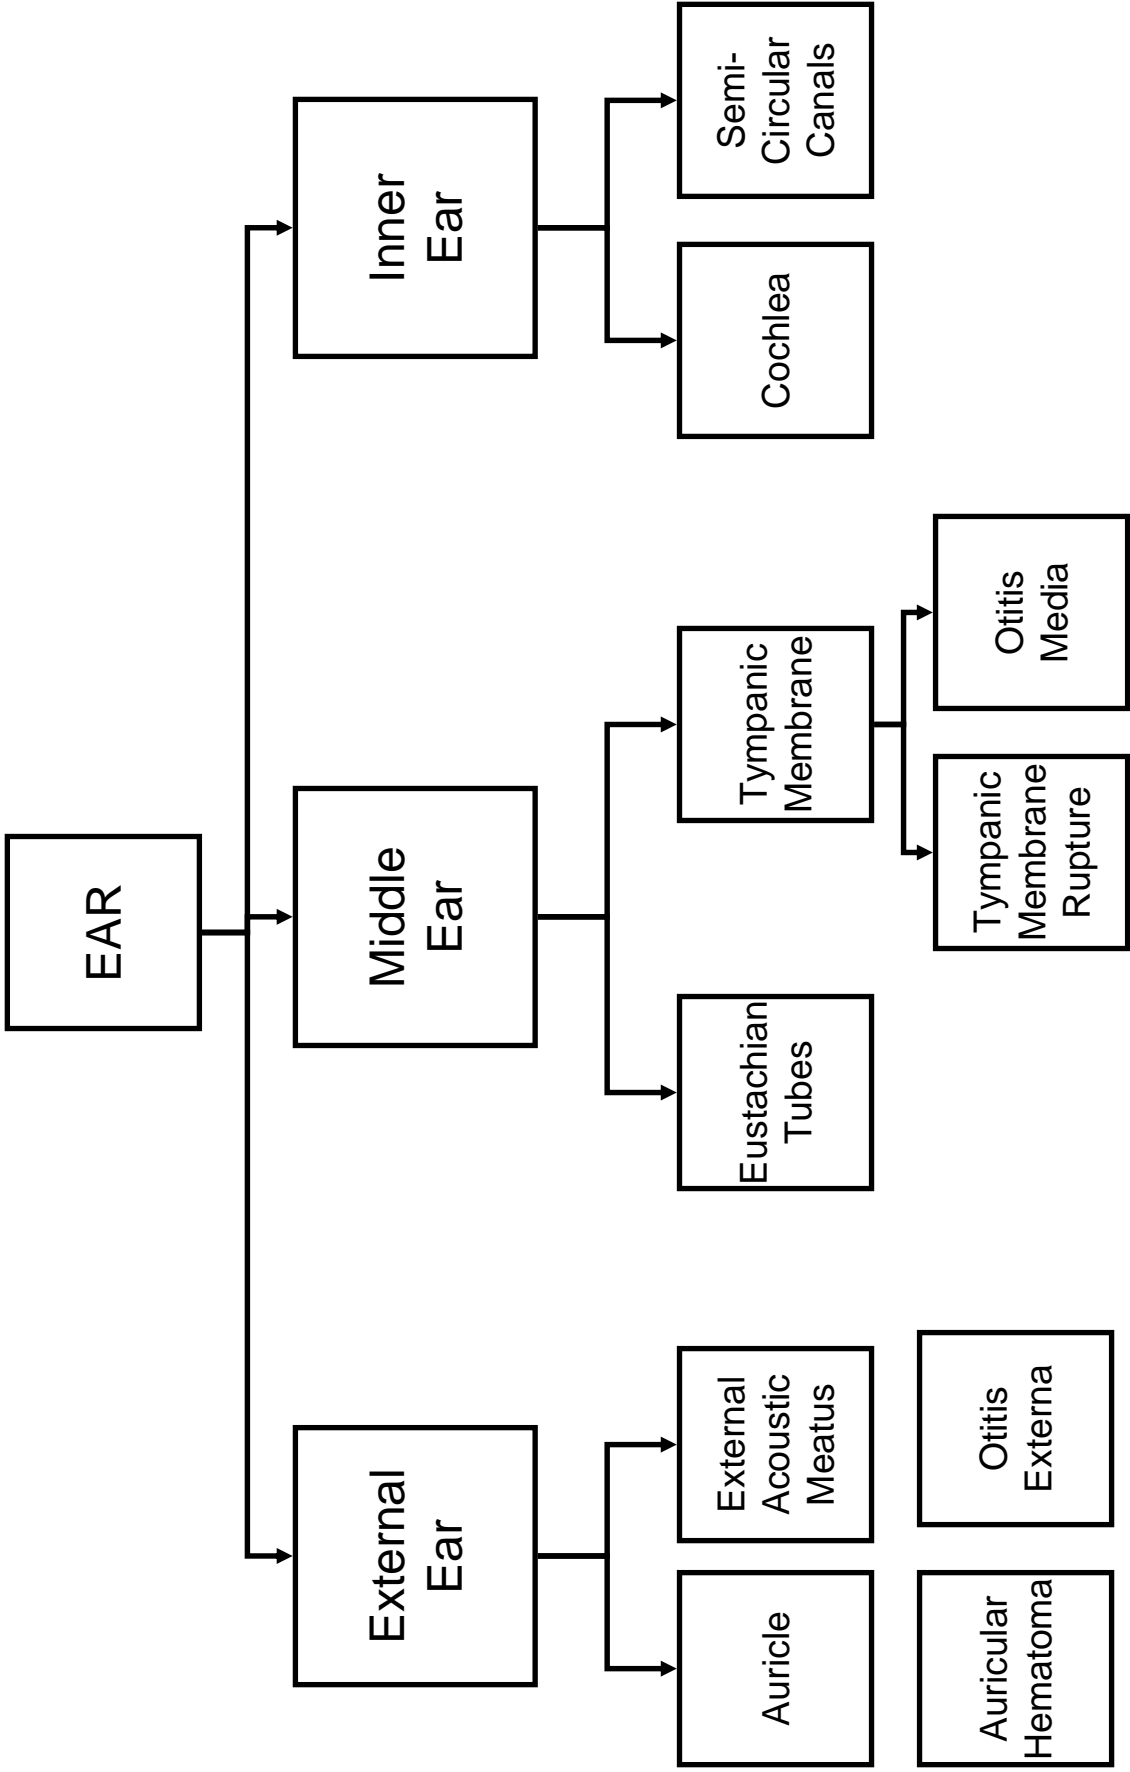 EAR
External
Ear
Middle
Ear
Inner
Ear
Auricle
External
Acoustic
Meatus
Eustachian
Tubes
Tympanic
Membrane
Cochlea
Semi-
Circular
Canals
Auricular
Hematoma
Otitis
Externa
Tympanic
Membrane
Rupture
Otitis
Media